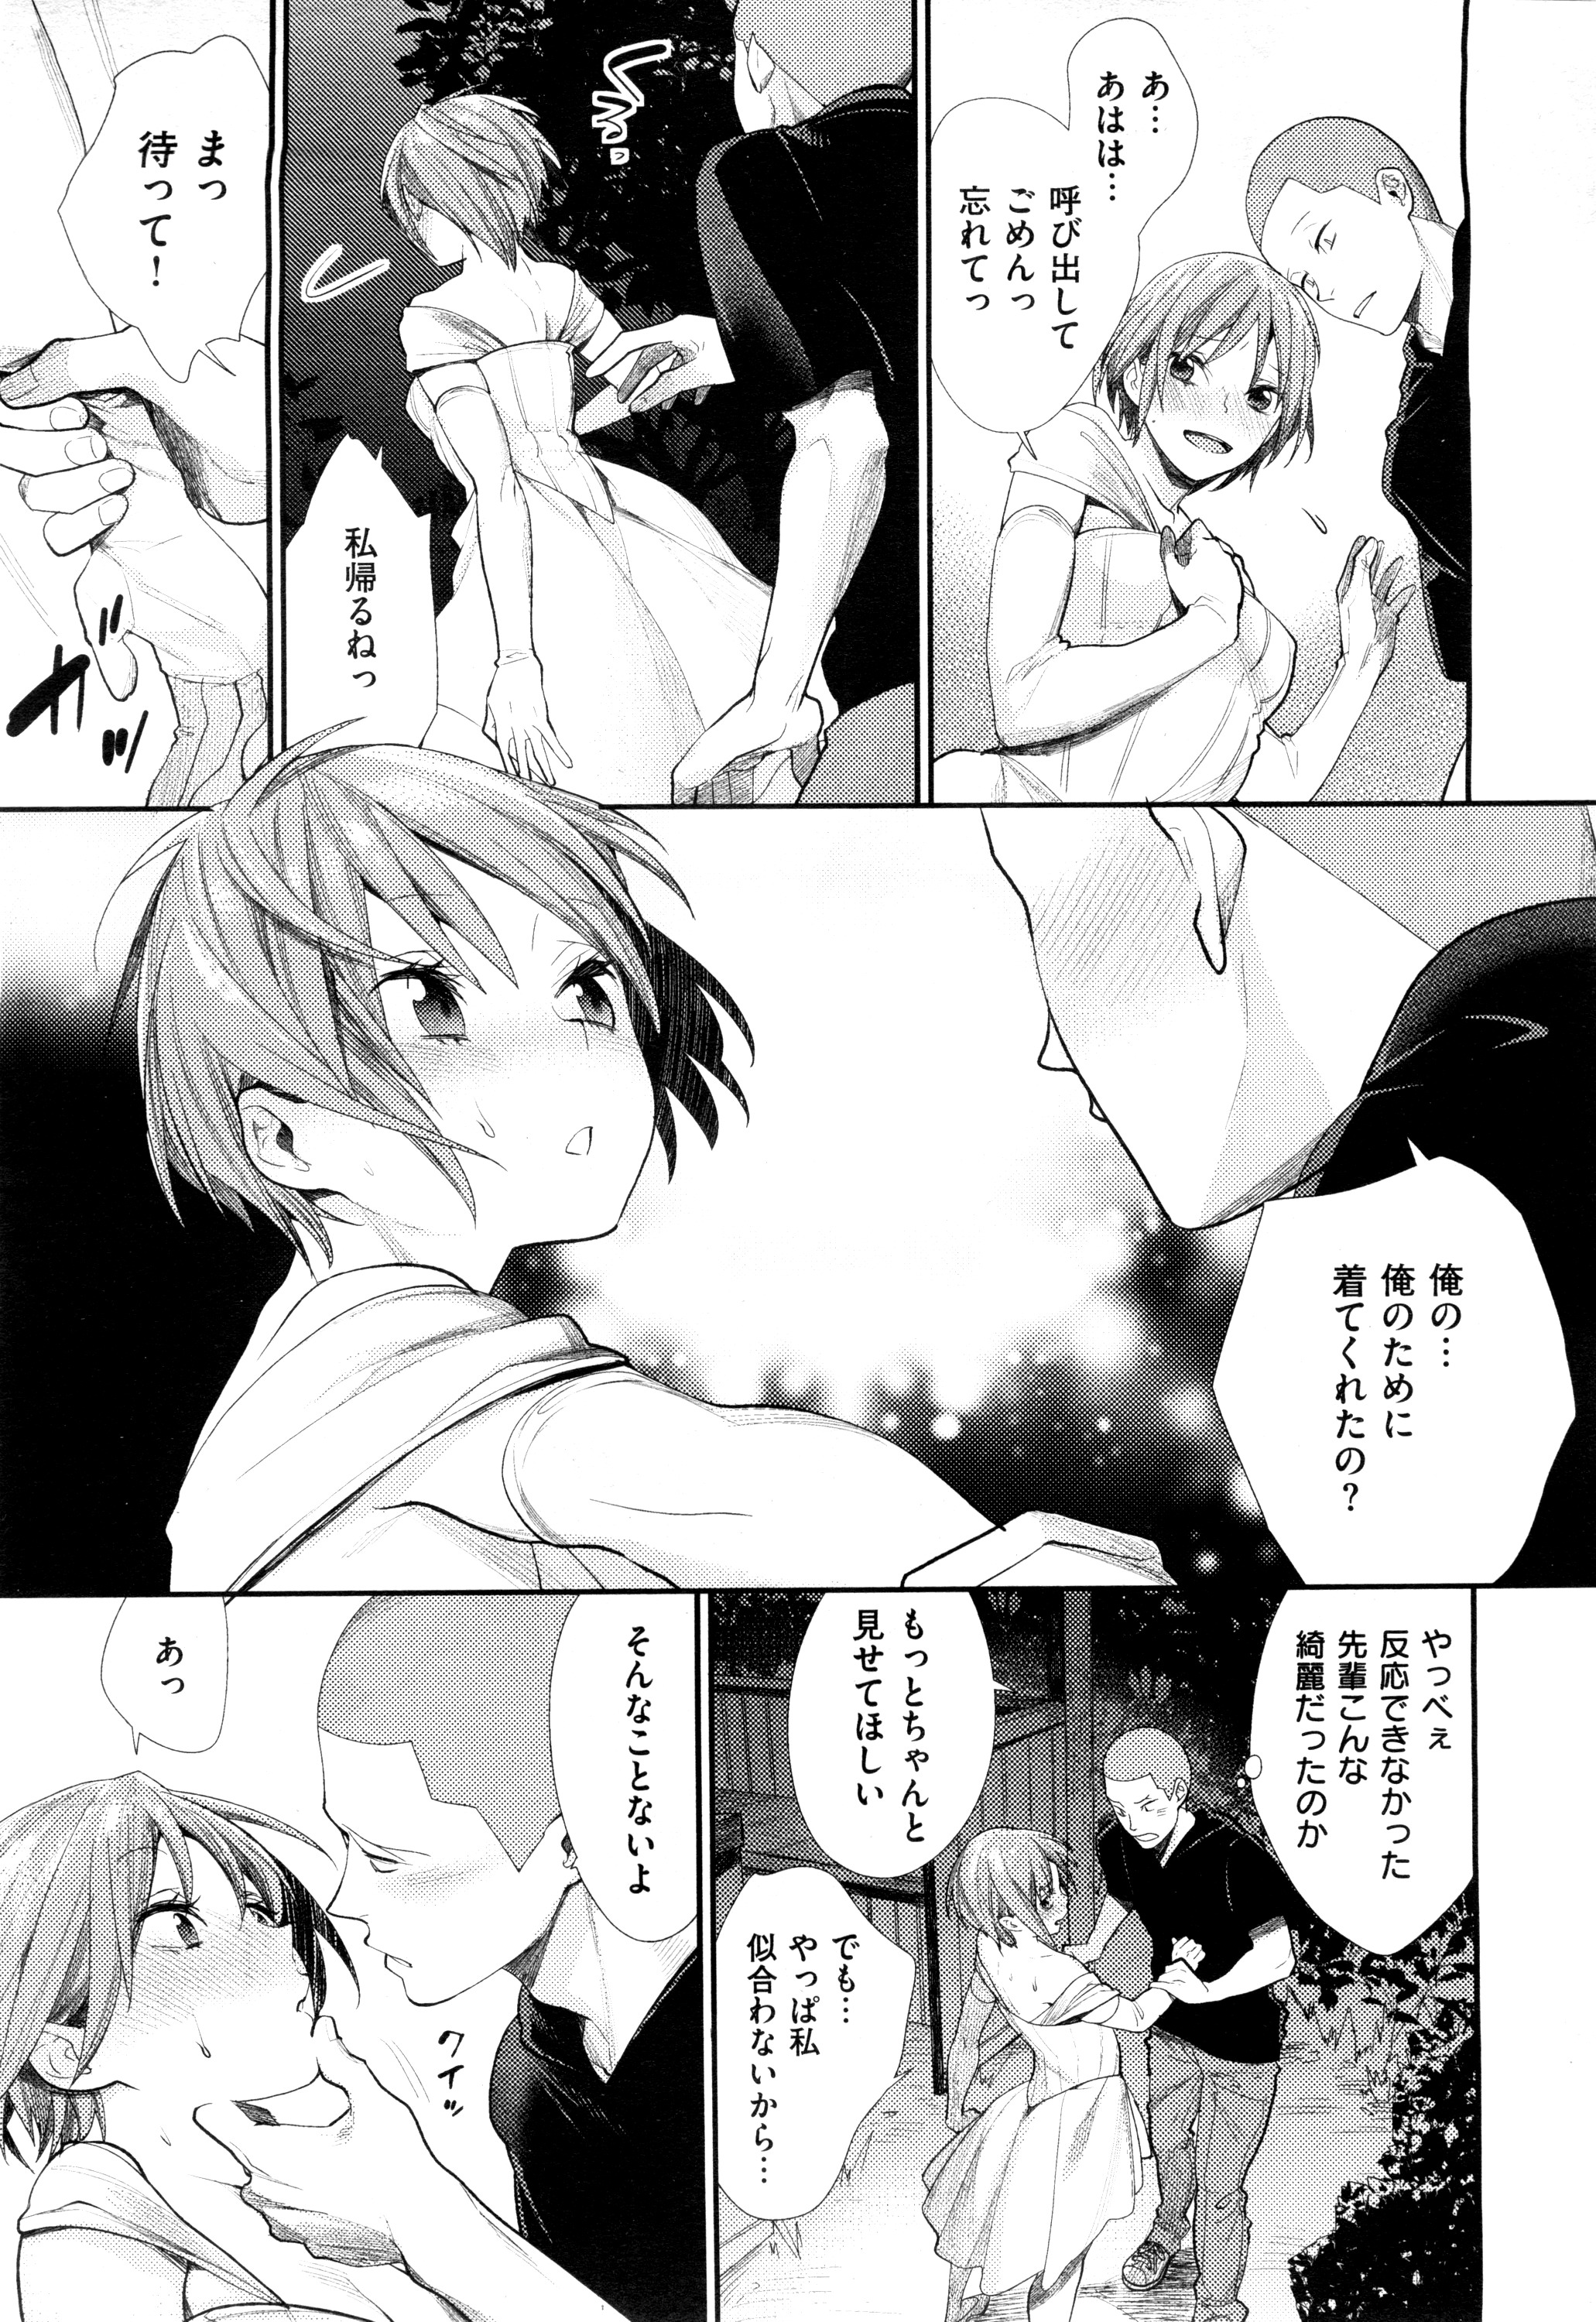 あ…
あはは…
呼び出して
ごめんっ
忘れてっ
くるっ
私帰るねっ
まっ
待って！
ガッ
俺の…
俺のために
着てくれたの？
やっべぇ
反応できなかった
先輩こんな
綺麗だったのか
もっとちゃんと
見せてほしい
でも…
やっぱ私
似合わないから…
そんなことないよ
クイッ
あっ